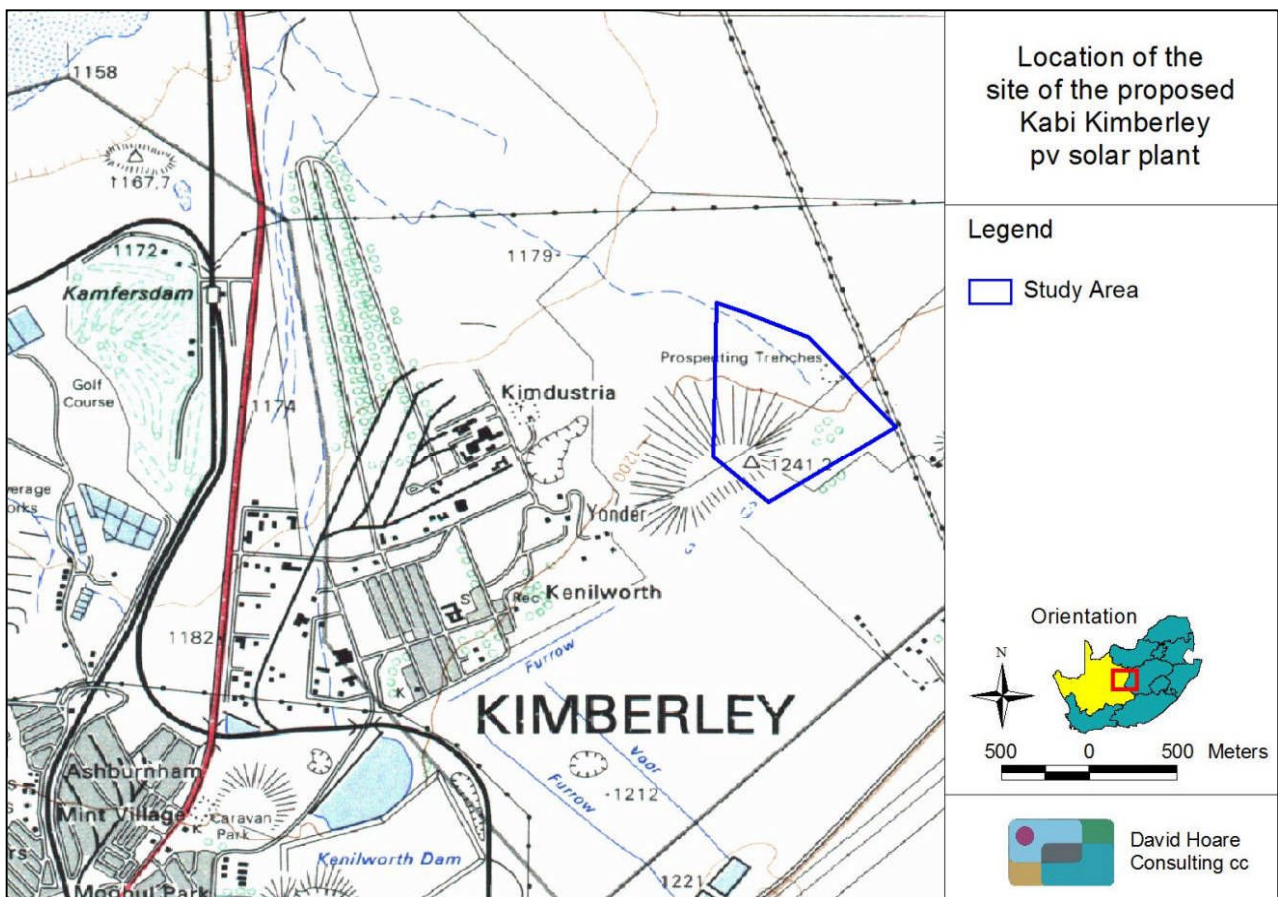 1158
1167,7
1172
Kamfersdam
Golf
Course
1174
1179
Prospecting Trenches
Kimdustria
1200
1241,2
Yonder
Kenilworth
S
Rec
1182
K
Furrow
KIMBERLEY
Voor
Furrow
1212
Ashburnham
Mint Village
Caravan
Park
K
Kenilworth Dam
1221
Location of the
site of the proposed
Kabi Kimberley
pv solar plant
Legend
Study Area
Orientation
N
500 0 500 Meters
David Hoare
Consulting cc